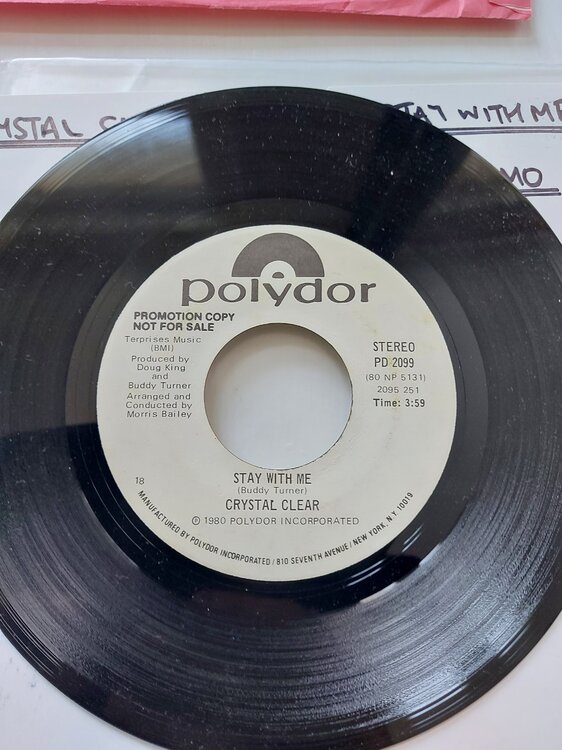 STAY WITH ME
polydor
PROMOTION COPY
NOT FOR SALE
Terprises Music
(BMI)
Produced by
Doug King
and
Buddy Turner
Arranged and
Conducted by
Morris Bailey
STEREO
PD 2099
(80 NP 5131)
2095 251
Time: 3:59
18
STAY WITH ME
(Buddy Turner)
CRYSTAL CLEAR
℗ 1980 POLYDOR INCORPORATED
MANUFACTURED BY POLYDOR INCORPORATED / 810 SEVENTH AVENUE / NEW YORK, N.Y. 10019